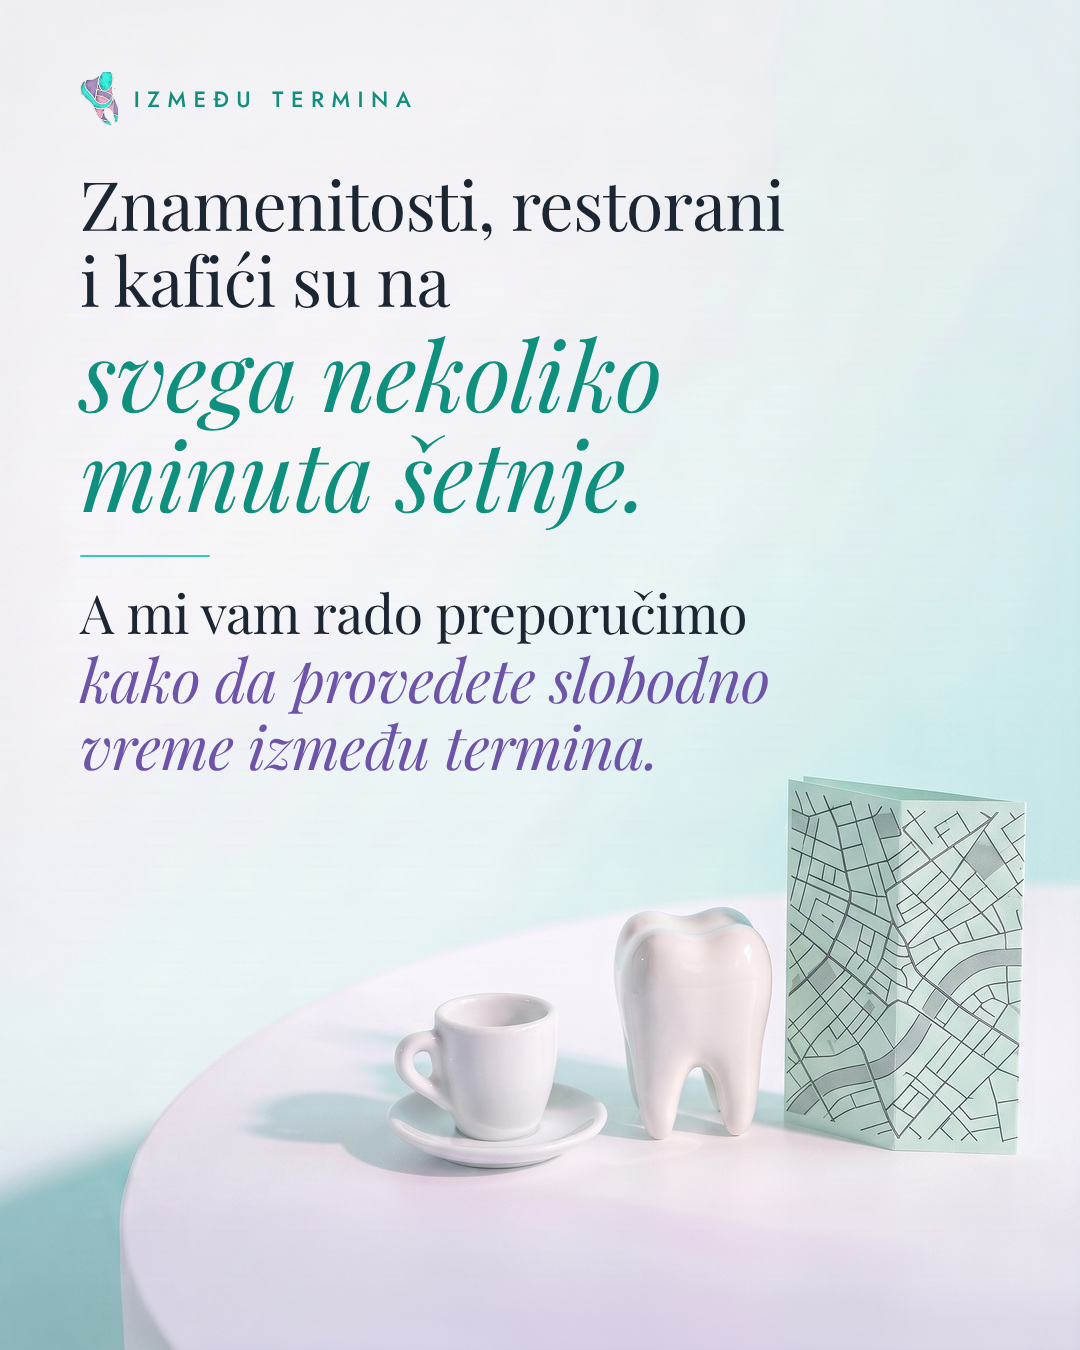 IZMEĐU TERMINA
Znamenitosti, restorani
i kafići su na
svega nekoliko
minuta šetnje.
A mi vam rado preporučimo
kako da provedete slobodno
vreme između termina.